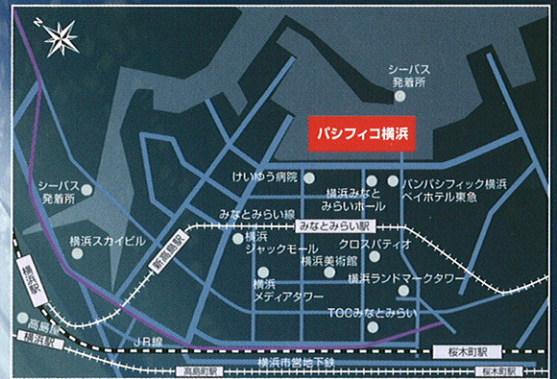 N
シーバス
発着所
パシフィコ横浜
けいゆう病院
横浜みなと
みらいホール
パンパシフィック横浜
ベイホテル東急
シーバス
発着所
みなとみらい線
みなとみらい駅
横浜
ジャックモール
クロスパティオ
横浜スカイビル
新高島駅
横浜美術館
横浜
メディアタワー
横浜ランドマークタワー
横浜駅
TOCみなとみらい
高島屋
横浜駅
JR線
桜木町駅
横浜市営地下鉄
高島町駅
桜木町駅